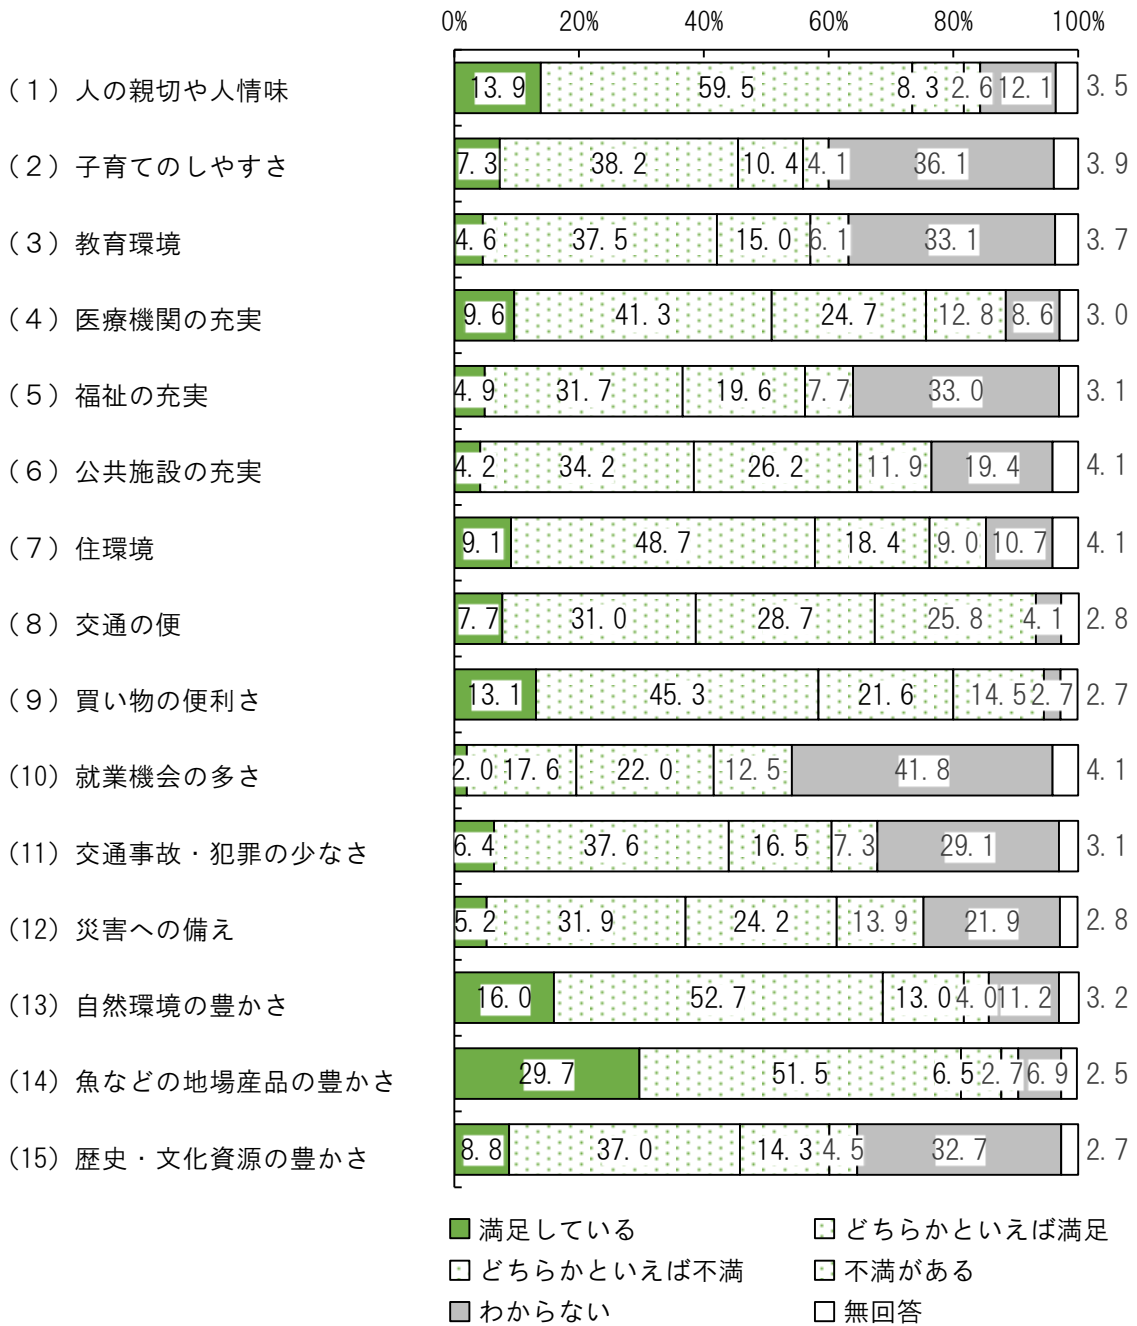 0% 20% 40% 60% 80% 100%
（１）人の親切や人情味 13.9 59.5 8.3 2.6 12.1 3.5
（２）子育てのしやすさ 7.3 38.2 10.4 4.1 36.1 3.9
（３）教育環境 4.6 37.5 15.0 6.1 33.1 3.7
（４）医療機関の充実 9.6 41.3 24.7 12.8 8.6 3.0
（５）福祉の充実 4.9 31.7 19.6 7.7 33.0 3.1
（６）公共施設の充実 4.2 34.2 26.2 11.9 19.4 4.1
（７）住環境 9.1 48.7 18.4 9.0 10.7 4.1
（８）交通の便 7.7 31.0 28.7 25.8 4.1 2.8
（９）買い物の便利さ 13.1 45.3 21.6 14.5 2.7 2.7
（10）就業機会の多さ 2.0 17.6 22.0 12.5 41.8 4.1
（11）交通事故・犯罪の少なさ 6.4 37.6 16.5 7.3 29.1 3.1
（12）災害への備え 5.2 31.9 24.2 13.9 21.9 2.8
（13）自然環境の豊かさ 16.0 52.7 13.0 4.0 11.2 3.2
（14）魚などの地場産品の豊かさ 29.7 51.5 6.5 2.7 6.9 2.5
（15）歴史・文化資源の豊かさ 8.8 37.0 14.3 4.5 32.7 2.7
満足している どちらかといえば満足
どちらかといえば不満 不満がある
わからない 無回答